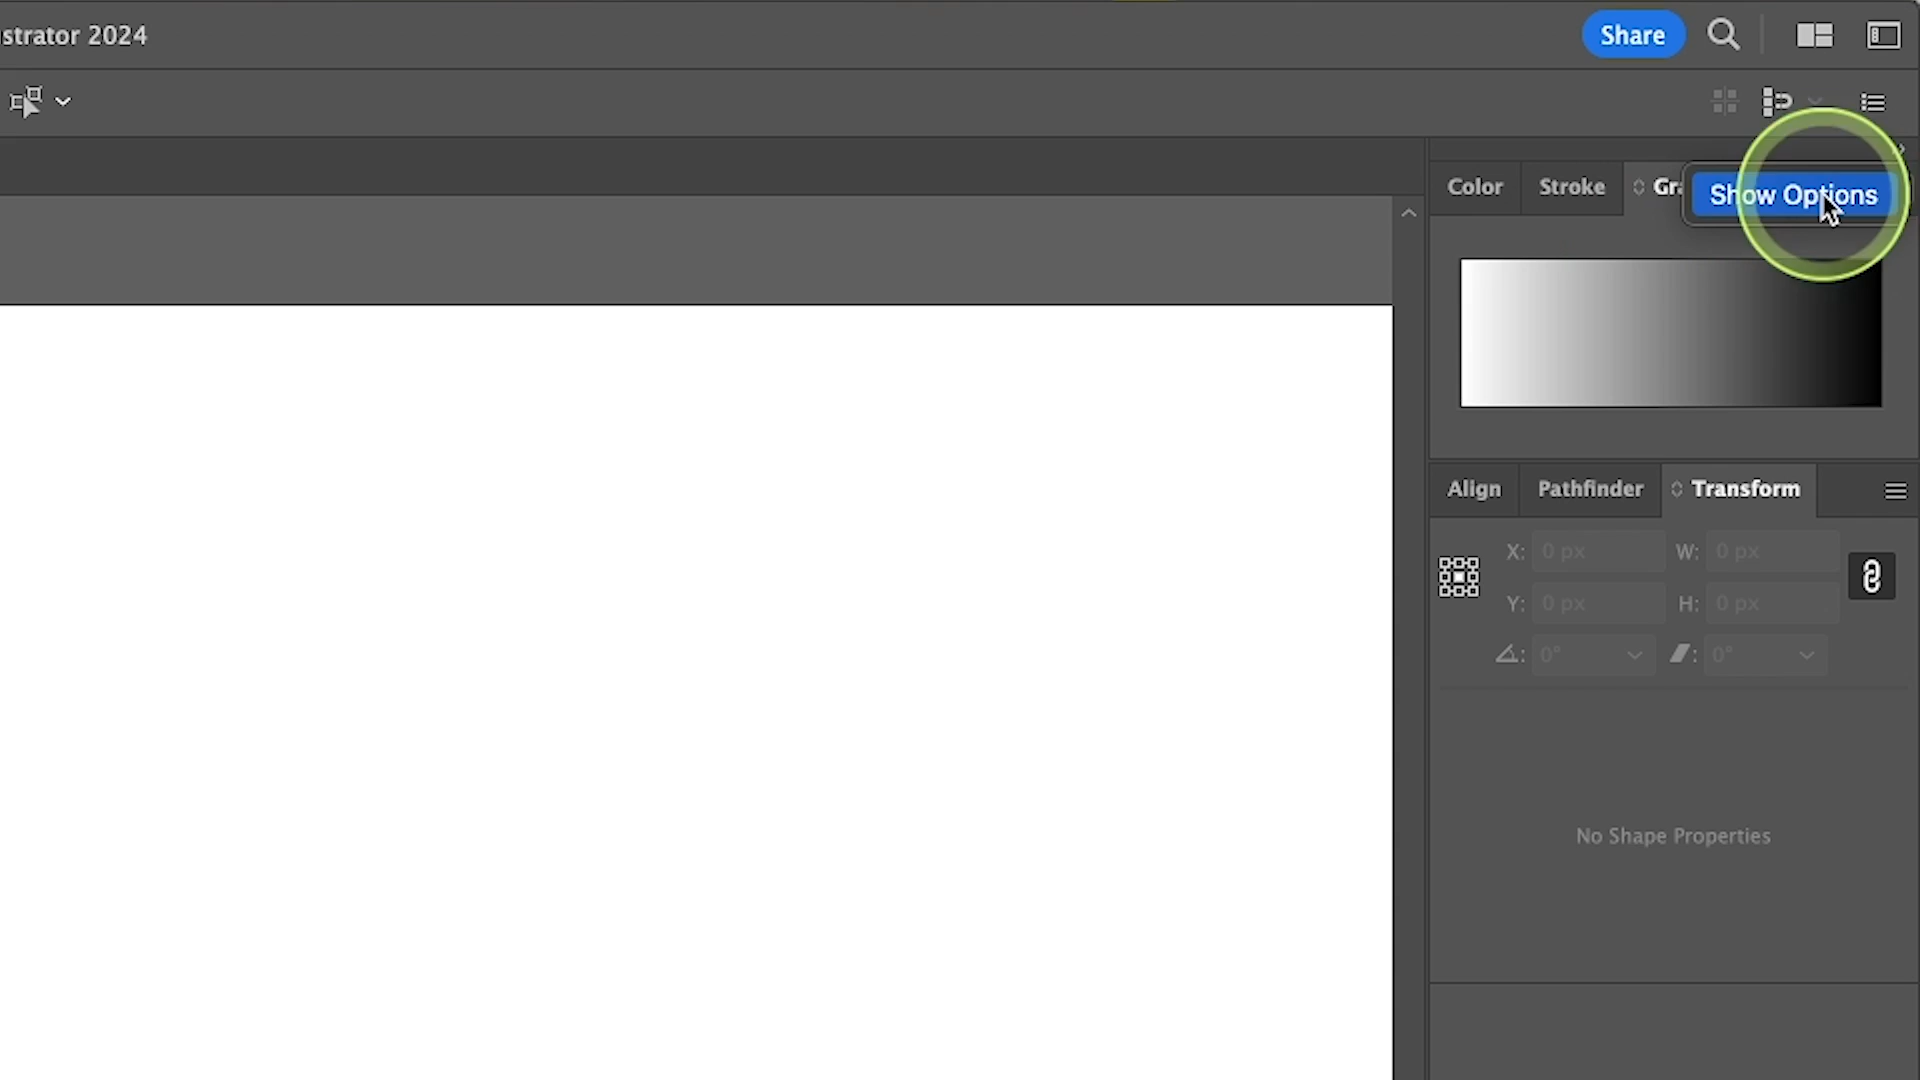 strator 2024
Share
Color Stroke Gra Show Options
Align Pathfinder Transform
X: 0 px W: 0 px
Y: 0 px H: 0 px
: 0° : 0°
No Shape Properties